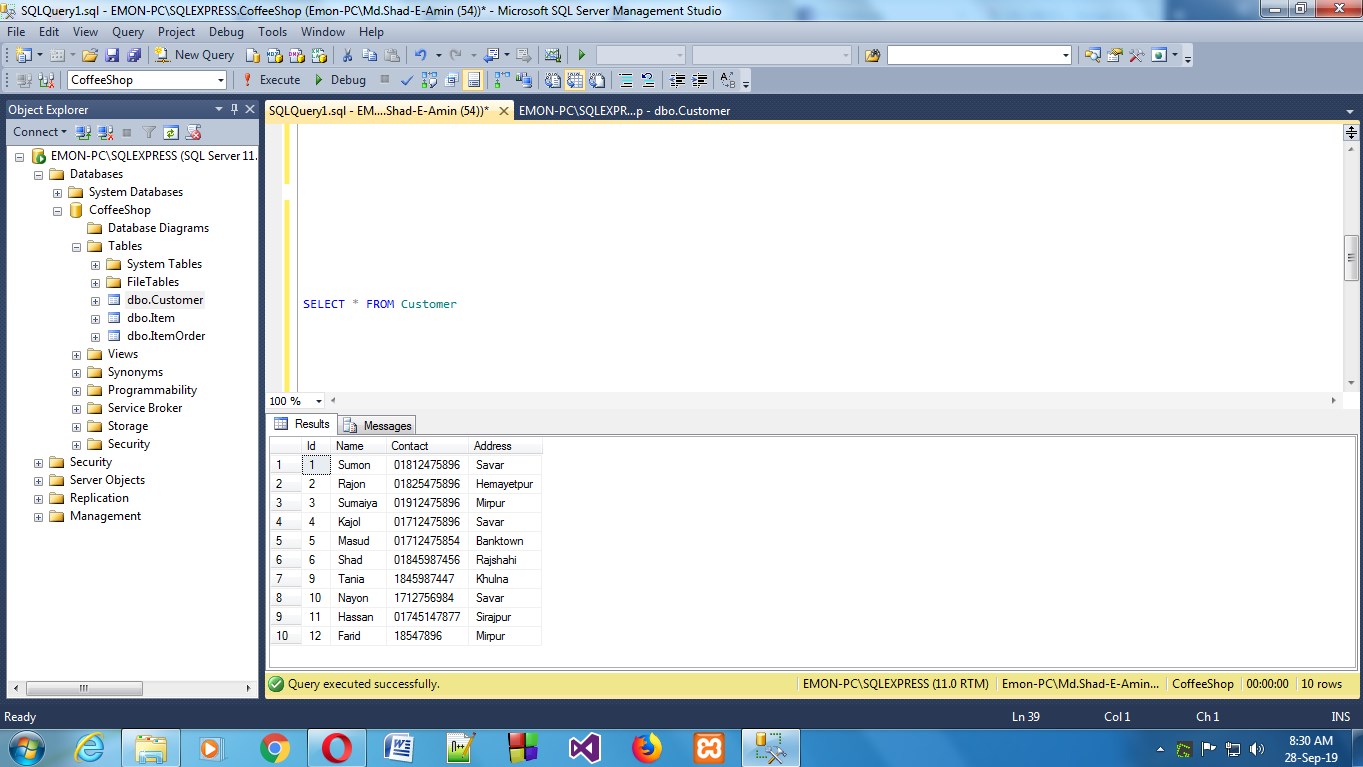 SQLQuery1.sql - EMON-PC\SQLEXPRESS.CoffeeShop (Emon-PC\Md.Shad-E-Amin (54))* - Microsoft SQL Server Management Studio
File Edit View Query Project Debug Tools Window Help
New Query
CoffeeShop Execute Debug
Object Explorer
Connect
EMON-PC\SQLEXPRESS (SQL Server 11.
Databases
System Databases
CoffeeShop
Database Diagrams
Tables
System Tables
FileTables
dbo.Customer
dbo.Item
dbo.ItemOrder
Views
Synonyms
Programmability
Service Broker
Storage
Security
Security
Server Objects
Replication
Management
SQLQuery1.sql - EM....Shad-E-Amin (54))* EMON-PC\SQLEXPR...p - dbo.Customer
SELECT * FROM Customer
100 %
Results Messages
Id Name Contact Address
1 1 Sumon 01812475896 Savar
2 2 Rajon 01825475896 Hemayetpur
3 3 Sumaiya 01912475896 Mirpur
4 4 Kajol 01712475896 Savar
5 5 Masud 01712475854 Banktown
6 6 Shad 01845987456 Rajshahi
7 9 Tania 1845987447 Khulna
8 10 Nayon 1712756984 Savar
9 11 Hassan 01745147877 Sirajpur
10 12 Farid 18547896 Mirpur
Query executed successfully. EMON-PC\SQLEXPRESS (11.0 RTM) Emon-PC\Md.Shad-E-Amin... CoffeeShop 00:00:00 10 rows
Ready Ln 39 Col 1 Ch 1 INS
8:30 AM
28-Sep-19